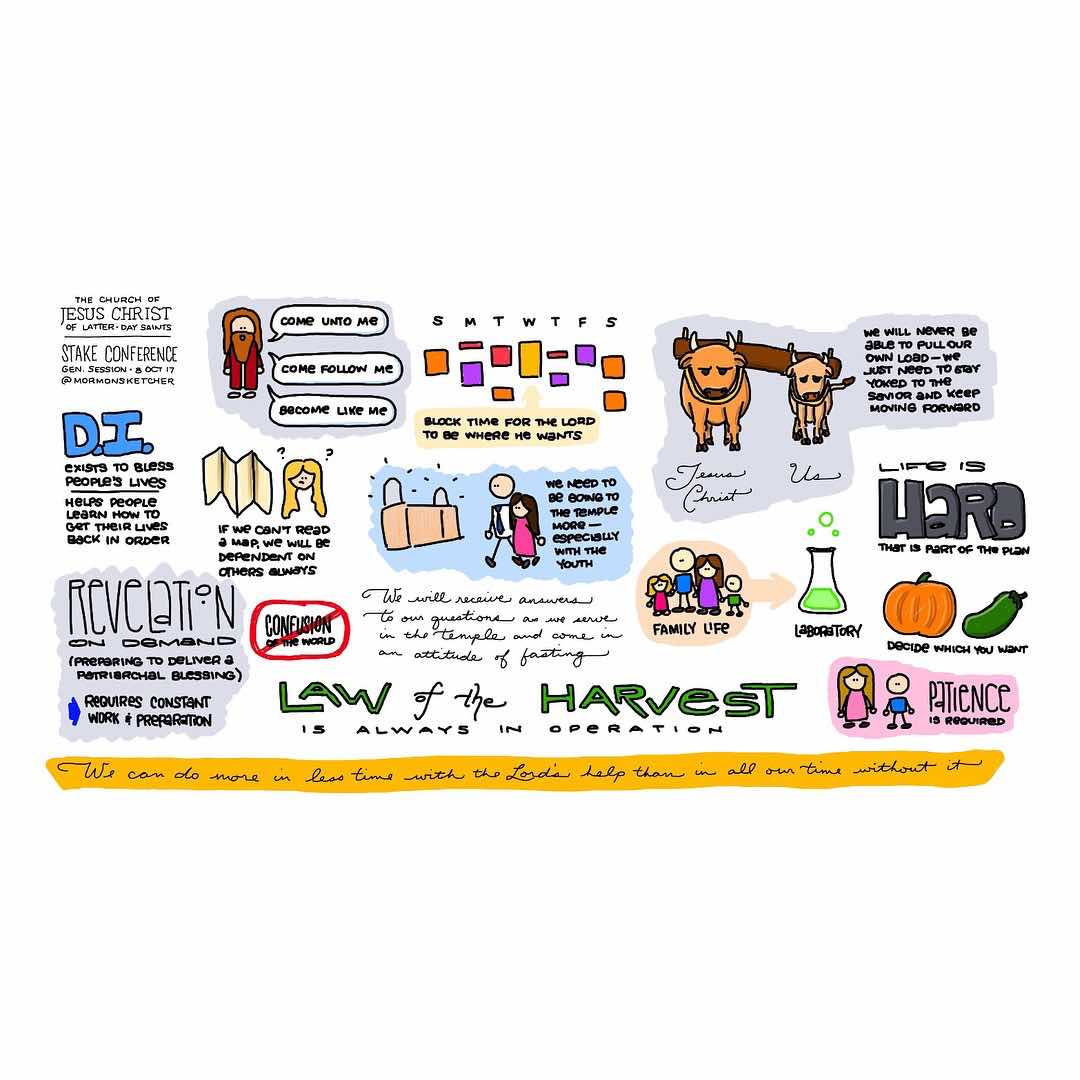 THE CHURCH OF
JESUS CHRIST
OF LATTER-DAY SAINTS
STAKE CONFERENCE
GEN. SESSION • 8 OCT 17
@MORMONSKETCHER
COME UNTO ME
COME FOLLOW ME
BECOME LIKE ME
S M T W T F S
BLOCK TIME FOR THE LORD
TO BE WHERE HE WANTS
Jesus
Christ
Us
WE WILL NEVER BE
ABLE TO PULL OUR
OWN LOAD — WE
JUST NEED TO STAY
YOKED TO THE
SAVIOR AND KEEP
MOVING FORWARD
D.I.
EXISTS TO BLESS
PEOPLE'S LIVES
HELPS PEOPLE
LEARN HOW TO
GET THEIR LIVES
BACK IN ORDER
? ?
IF WE CAN'T READ
A MAP, WE WILL BE
DEPENDENT ON
OTHERS ALWAYS
WE NEED TO
BE GOING TO
THE TEMPLE
MORE —
ESPECIALLY
WITH THE
YOUTH
LIFE IS
HARD
THAT IS PART OF THE PLAN
REVELATION
ON DEMAND
(PREPARING TO DELIVER A
PATRIARCHAL BLESSING)
REQUIRES CONSTANT
WORK & PREPARATION
CONFUSION
OF THE WORLD
We will receive answers
to our questions as we serve
in the temple and come in
an attitude of fasting
FAMILY LIFE
LABORATORY
DECIDE WHICH YOU WANT
LAW of the HARVEST
IS ALWAYS IN OPERATION
PATIENCE
IS REQUIRED
We can do more in less time with the Lord's help than in all our time without it